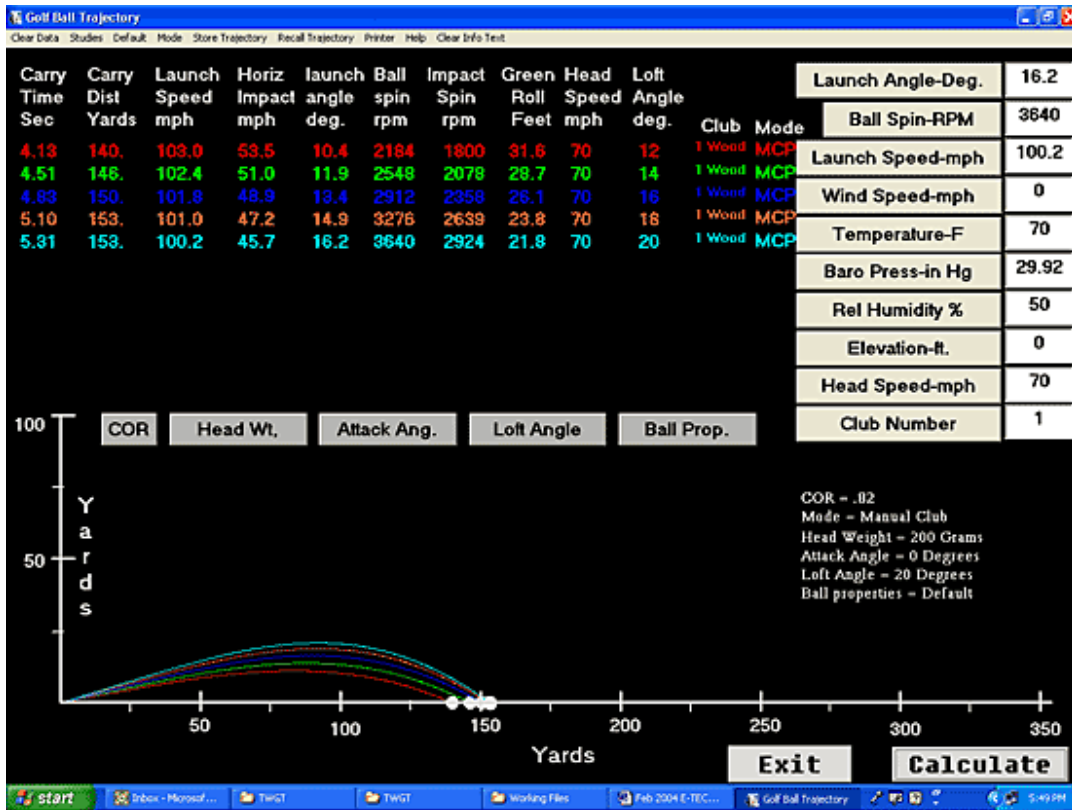 Golf Ball Trajectory
Clear Data Studies Default Mode Store Trajectory Recall Trajectory Printer Help Clear Info Text
Carry Carry Launch Horiz launch Ball Impact Green Head Loft
Time Dist Speed Impact angle spin Spin Roll Speed Angle
Sec Yards mph mph deg. rpm rpm Feet mph deg. Club Mode
4.13 140. 103.0 53.5 10.4 2184 1800 31.6 70 12 1 Wood MCP
4.51 146. 102.4 51.0 11.9 2548 2078 28.7 70 14 1 Wood MCP
4.83 150. 101.8 48.9 13.4 2912 2358 26.1 70 16 1 Wood MCP
5.10 153. 101.0 47.2 14.9 3276 2639 23.8 70 18 1 Wood MCP
5.31 153. 100.2 45.7 16.2 3640 2924 21.8 70 20 1 Wood MCP
Launch Angle-Deg. 16.2
Ball Spin-RPM 3640
Launch Speed-mph 100.2
Wind Speed-mph 0
Temperature-F 70
Baro Press-in Hg 29.92
Rel Humidity % 50
Elevation-ft. 0
Head Speed-mph 70
Club Number 1
COR Head Wt, Attack Ang. Loft Angle Ball Prop.
COR = .82
Mode = Manual Club
Head Weight = 200 Grams
Attack Angle = 0 Degrees
Loft Angle = 20 Degrees
Ball properties = Default
100
50
Yards
50 100 150 200 250 300 350
Yards
Exit Calculate
start Inbox - Microsof... TWGT TWGT Working Files Feb 2004 E-TEC... Golf Ball Trajectory 5:49 PM